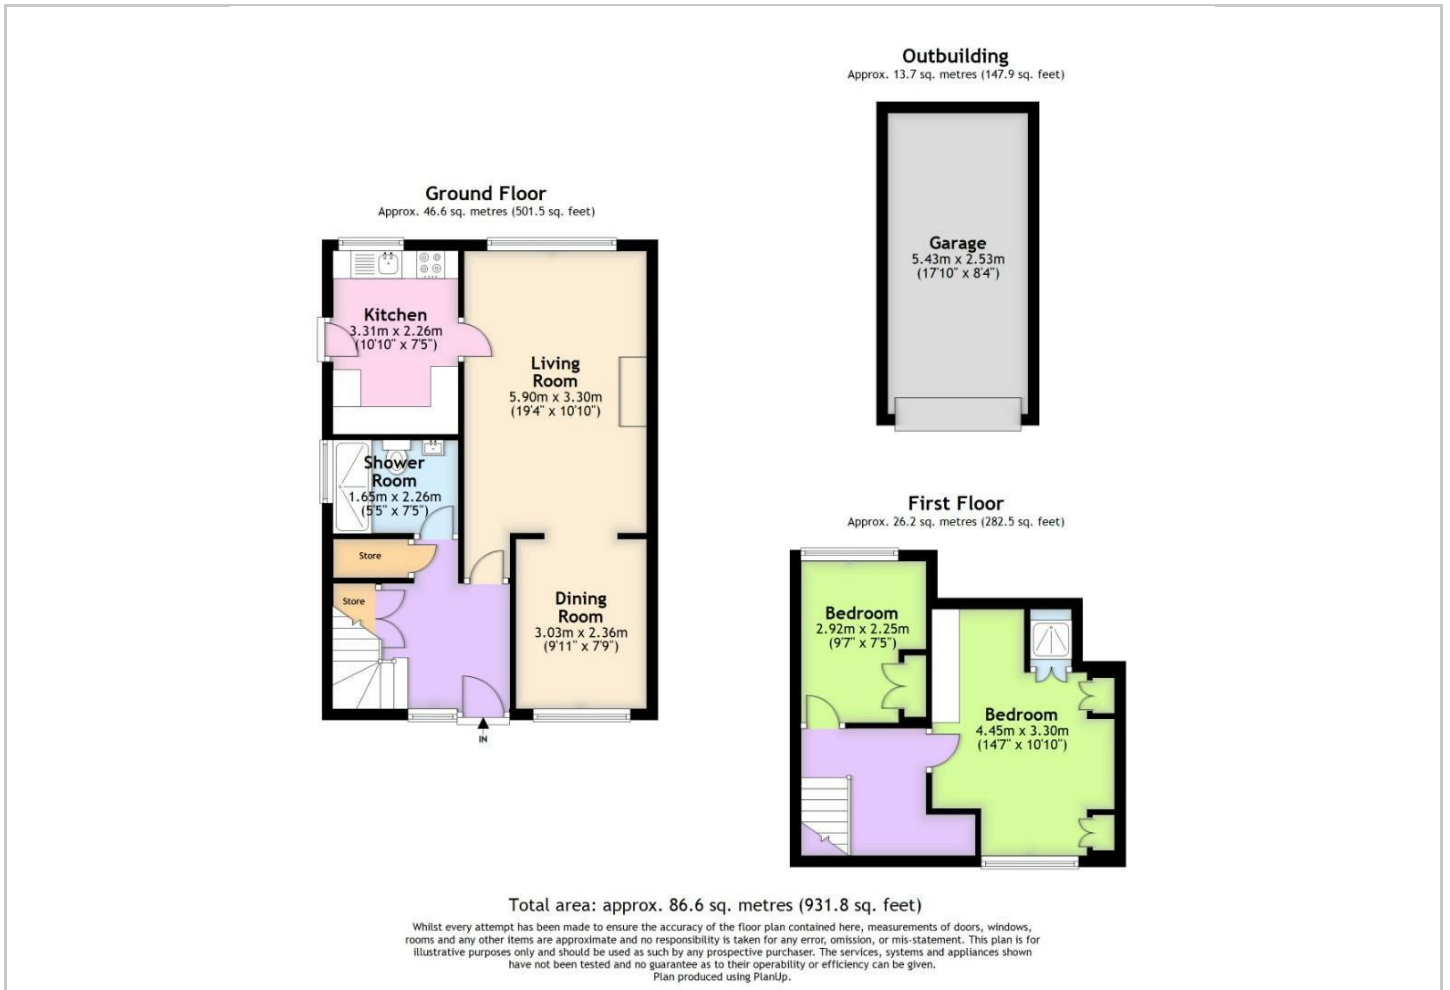 Outbuilding
Approx. 13.7 sq. metres (147.9 sq. feet)
Garage
5.43m x 2.53m
(17'10" x 8'4")
Ground Floor
Approx. 46.6 sq. metres (501.5 sq. feet)
Kitchen
3.31m x 2.26m
(10'10" x 7'5")
Living
Room
5.90m x 3.30m
(19'4" x 10'10")
Shower
Room
1.65m x 2.26m
(5'5" x 7'5")
Store
Store
Dining
Room
3.03m x 2.36m
(9'11" x 7'9")
IN
First Floor
Approx. 26.2 sq. metres (282.5 sq. feet)
Bedroom
2.92m x 2.25m
(9'7" x 7'5")
Bedroom
4.45m x 3.30m
(14'7" x 10'10")
Total area: approx. 86.6 sq. metres (931.8 sq. feet)
Whilst every attempt has been made to ensure the accuracy of the floor plan contained here, measurements of doors, windows,
rooms and any other items are approximate and no responsibility is taken for any error, omission, or mis-statement. This plan is for
illustrative purposes only and should be used as such by any prospective purchaser. The services, systems and appliances shown
have not been tested and no guarantee as to their operability or efficiency can be given.
Plan produced using PlanUp.